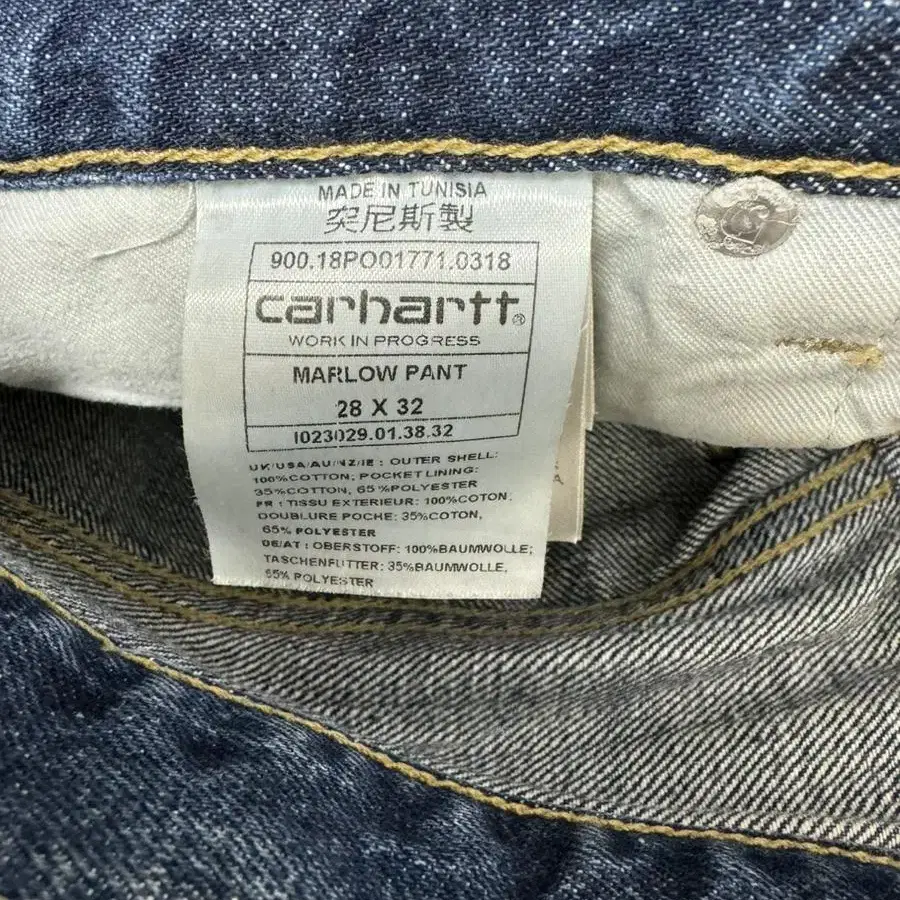 MADE IN TUNISIA
突尼斯製
900.18PO01771.0318
carhartt®
WORK IN PROGRESS
MARLOW PANT
28 X 32
I023029.01.38.32
UK/USA/AU/NZ/IE : OUTER SHELL:
100%COTTON; POCKET LINING:
35%COTTON, 65%POLYESTER
FR : TISSU EXTERIEUR: 100%COTON;
DOUBLURE POCHE: 35%COTON,
65% POLYESTER
DE/AT : OBERSTOFF: 100%BAUMWOLLE;
TASCHENFUTTER: 35%BAUMWOLLE,
65% POLYESTER